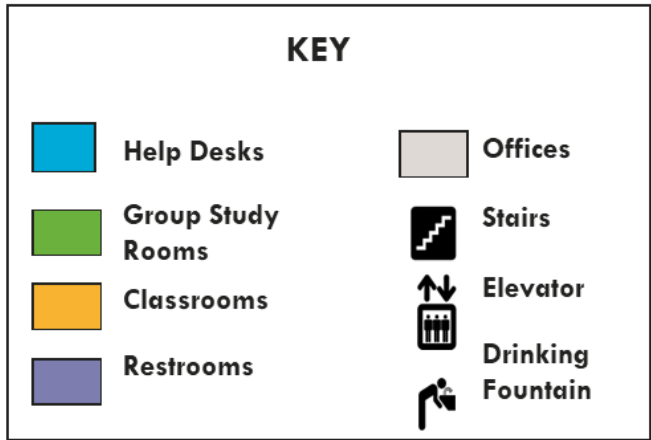 KEY
Help Desks
Group Study
Rooms
Classrooms
Restrooms
Offices
Stairs
Elevator
Drinking
Fountain